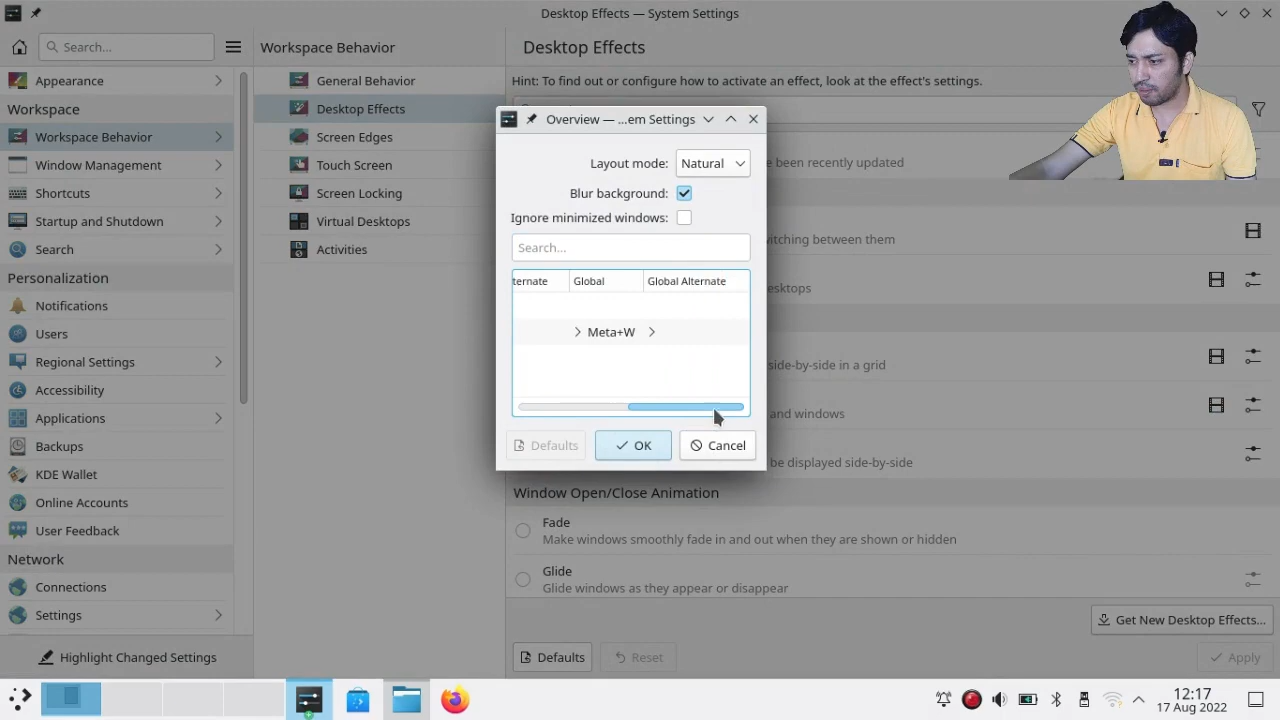 Desktop Effects — System Settings
Search...
Workspace Behavior
Desktop Effects
Appearance
Workspace
Workspace Behavior
Window Management
Shortcuts
Startup and Shutdown
Search
Personalization
Notifications
Users
Regional Settings
Accessibility
Applications
Backups
KDE Wallet
Online Accounts
User Feedback
Network
Connections
Settings
Highlight Changed Settings
General Behavior
Desktop Effects
Screen Edges
Touch Screen
Screen Locking
Virtual Desktops
Activities
Hint: To find out or configure how to activate an effect, look at the effect's settings.
been recently updated
witching between them
esktops
side-by-side in a grid
and windows
be displayed side-by-side
Window Open/Close Animation
Fade
Make windows smoothly fade in and out when they are shown or hidden
Glide
Glide windows as they appear or disappear
Get New Desktop Effects...
Defaults
Reset
Apply
Overview — ...em Settings
Layout mode: Natural
Blur background:
Ignore minimized windows:
Search...
ternate Global Global Alternate
Meta+W
Defaults
OK
Cancel
12:17
17 Aug 2022